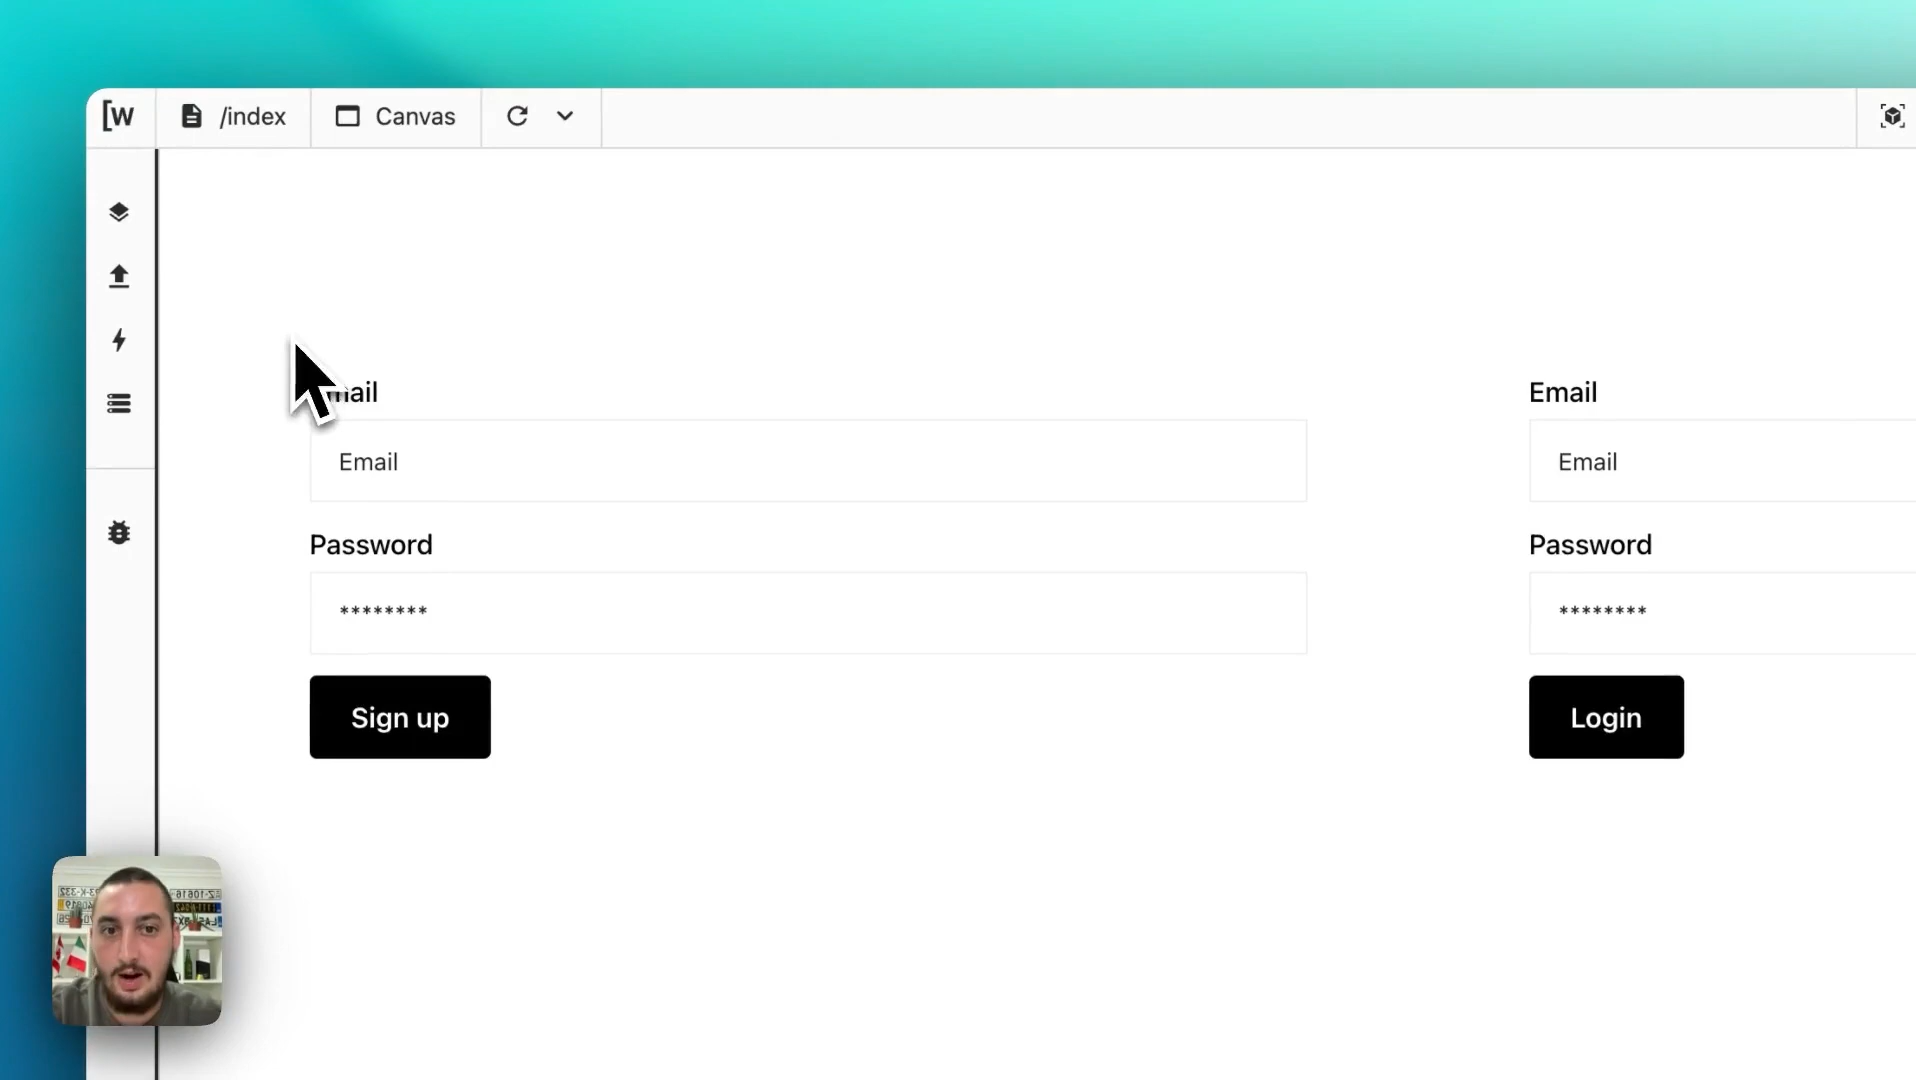 [W
/index
Canvas
Email
Email
Email
Password
********
Password
********
Sign up
Login